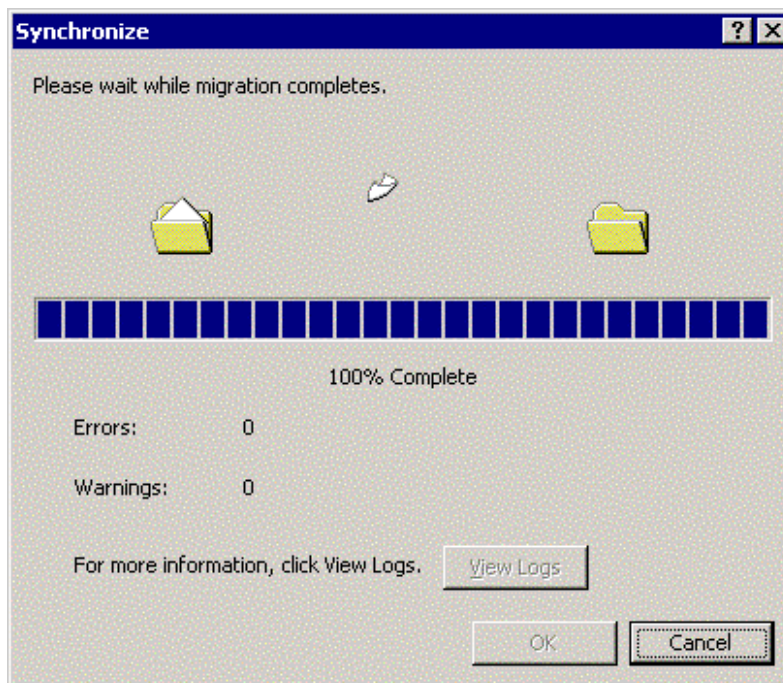 Synchronize
Please wait while migration completes.
100% Complete
Errors: 0
Warnings: 0
For more information, click View Logs. View Logs
OK Cancel